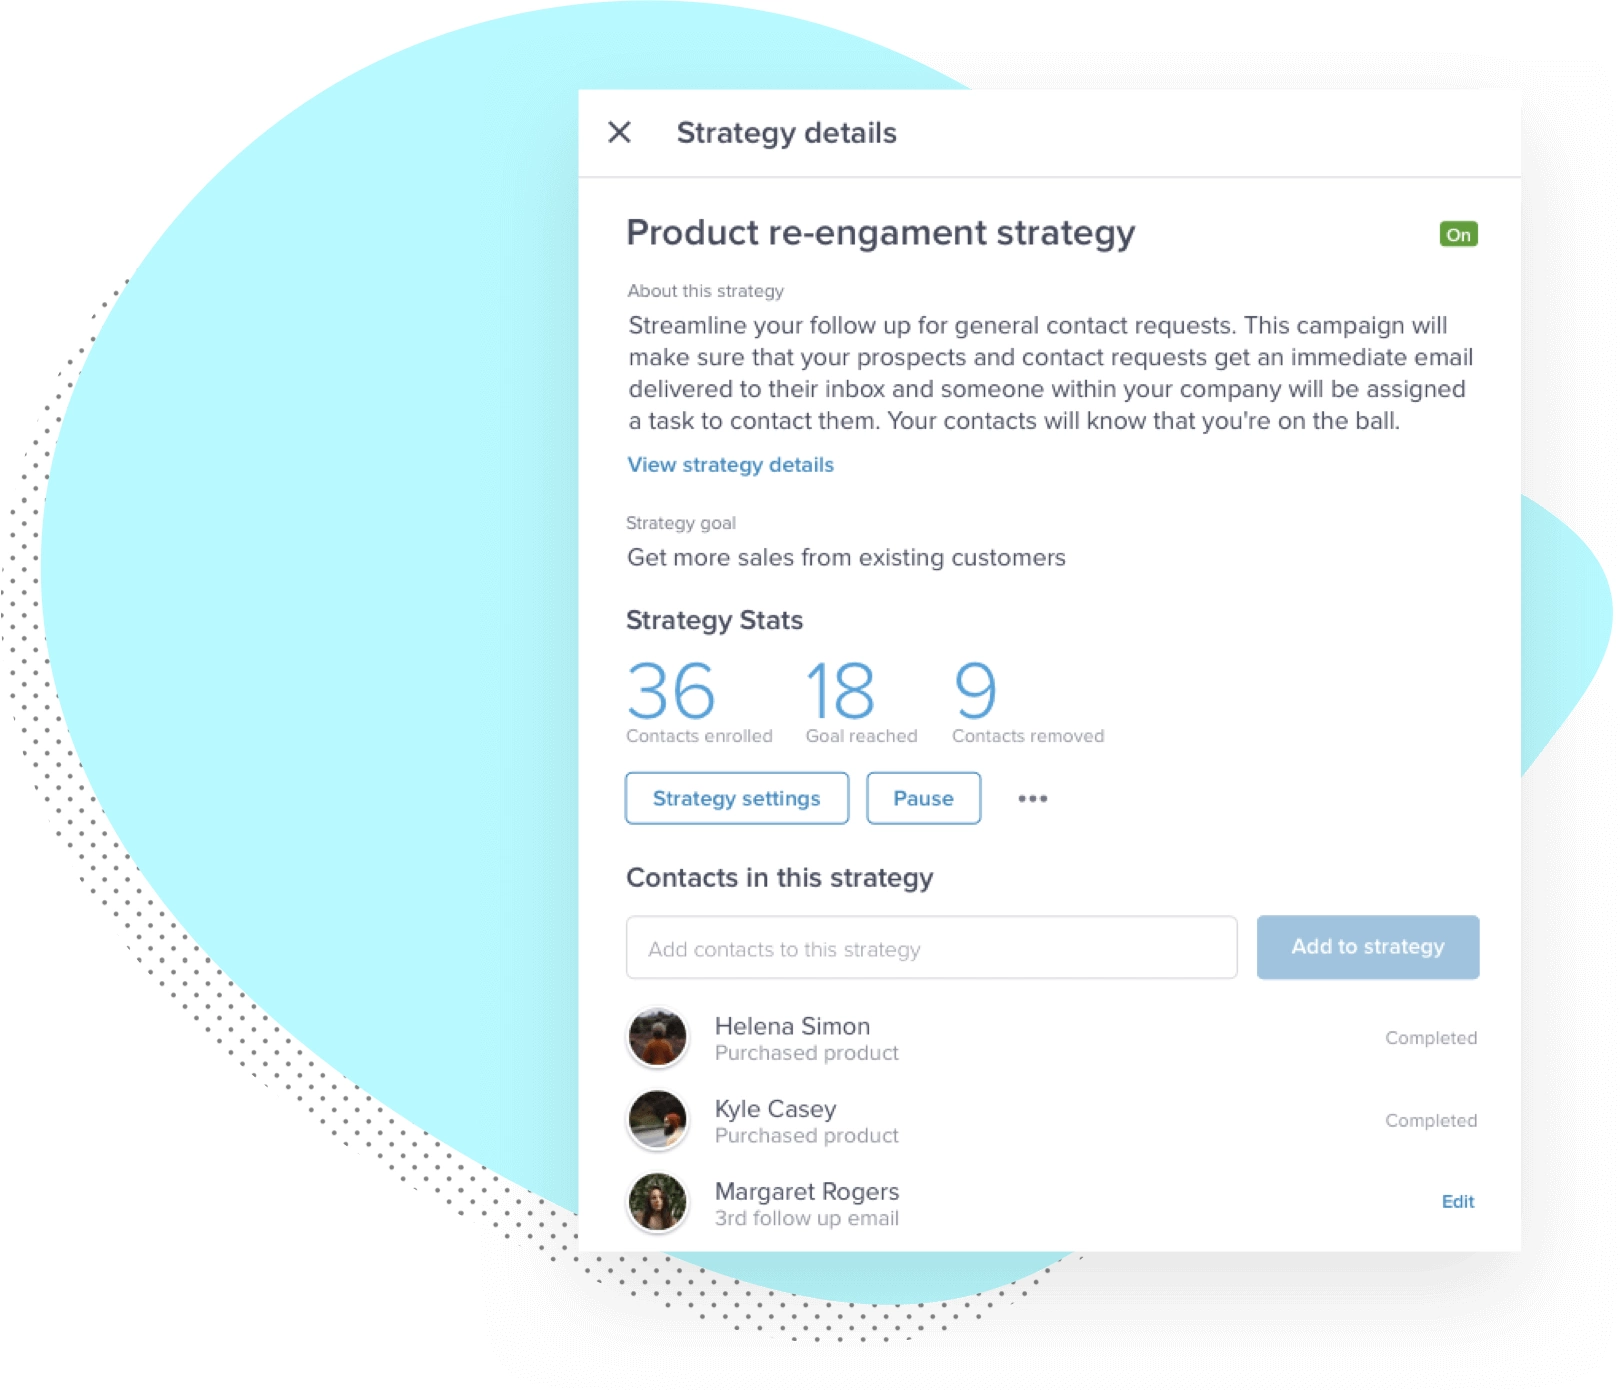 Strategy details
Product re-engament strategy
On
About this strategy
Streamline your follow up for general contact requests. This campaign will
make sure that your prospects and contact requests get an immediate email
delivered to their inbox and someone within your company will be assigned
a task to contact them. Your contacts will know that you're on the ball.
View strategy details
Strategy goal
Get more sales from existing customers
Strategy Stats
36 18 9
Contacts enrolled Goal reached Contacts removed
Strategy settings Pause
Contacts in this strategy
Add contacts to this strategy Add to strategy
Helena Simon
Purchased product
Completed
Kyle Casey
Purchased product
Completed
Margaret Rogers
3rd follow up email
Edit